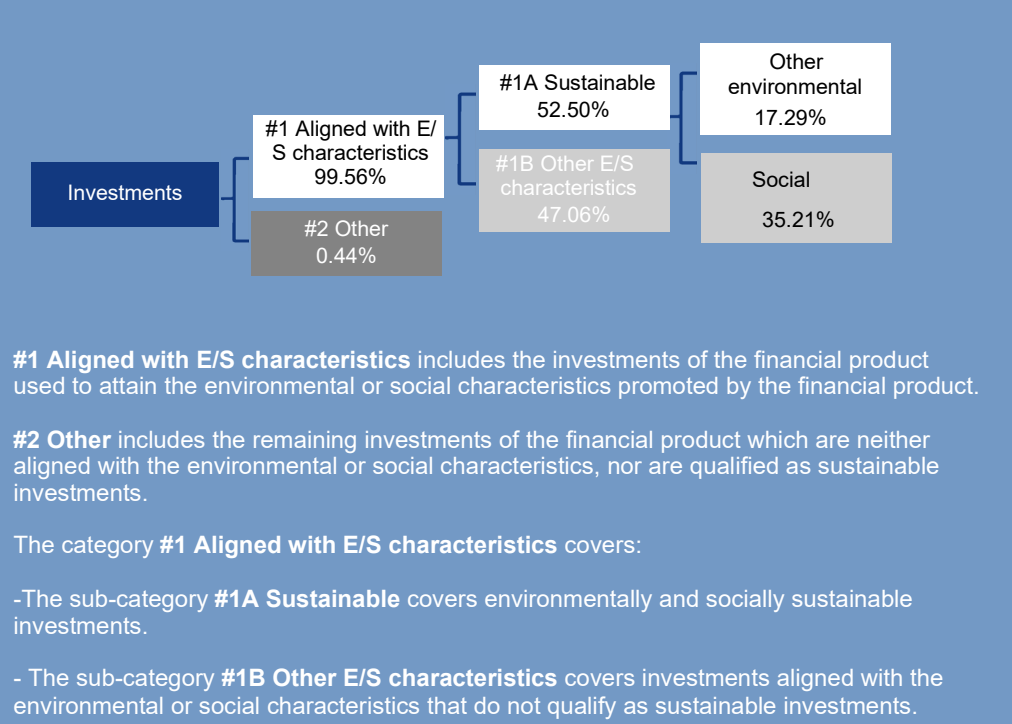 Investments
#1 Aligned with E/
S characteristics
99.56%
#2 Other
0.44%
#1A Sustainable
52.50%
#1B Other E/S
characteristics
47.06%
Other
environmental
17.29%
Social
35.21%
#1 Aligned with E/S characteristics includes the investments of the financial product
used to attain the environmental or social characteristics promoted by the financial product.
#2 Other includes the remaining investments of the financial product which are neither
aligned with the environmental or social characteristics, nor are qualified as sustainable
investments.
The category #1 Aligned with E/S characteristics covers:
-The sub-category #1A Sustainable covers environmentally and socially sustainable
investments.
- The sub-category #1B Other E/S characteristics covers investments aligned with the
environmental or social characteristics that do not qualify as sustainable investments.